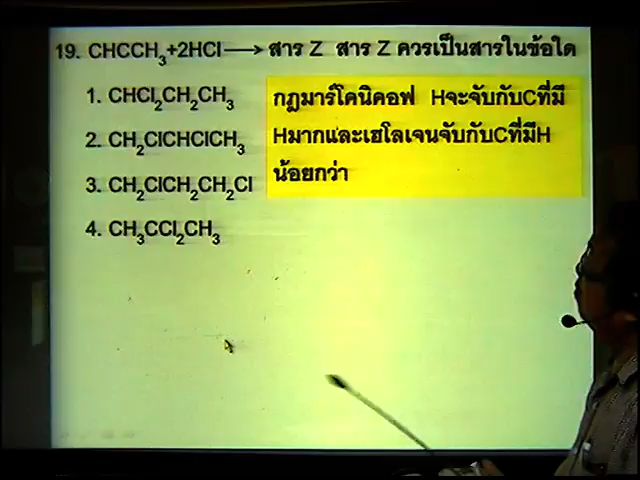 19. CHCCH₃+2HCl⟶ สาร Z สาร Z ควรเป็นสารในข้อใด
1. CHCl₂CH₂CH₃
2. CH₂ClCHClCH₃
3. CH₂ClCH₂CH₂Cl
4. CH₃CCl₂CH₃
กฎมาร์โคนิคอฟ HจะจับกับCที่มี
HมากและเฮโลเจนจับกับCที่มีH
น้อยกว่า